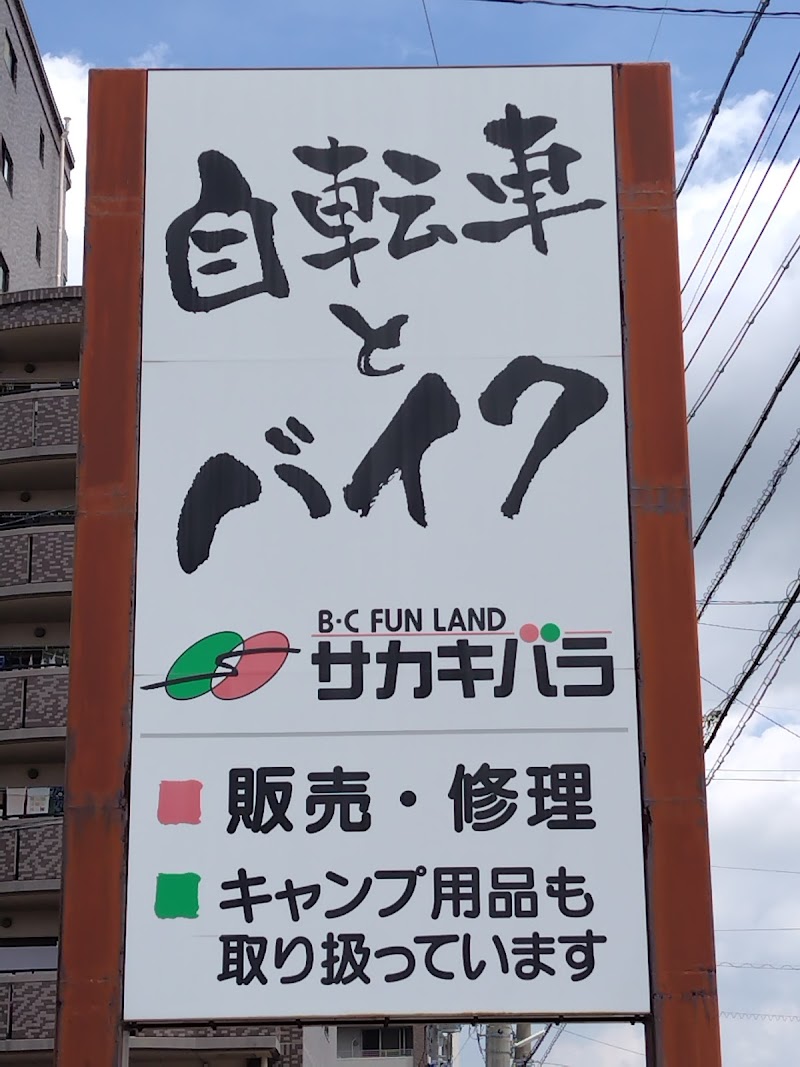 自転車
と
バイク
B・C FUN LAND
サカキバラ
販売・修理
キャンプ用品も
取り扱っています